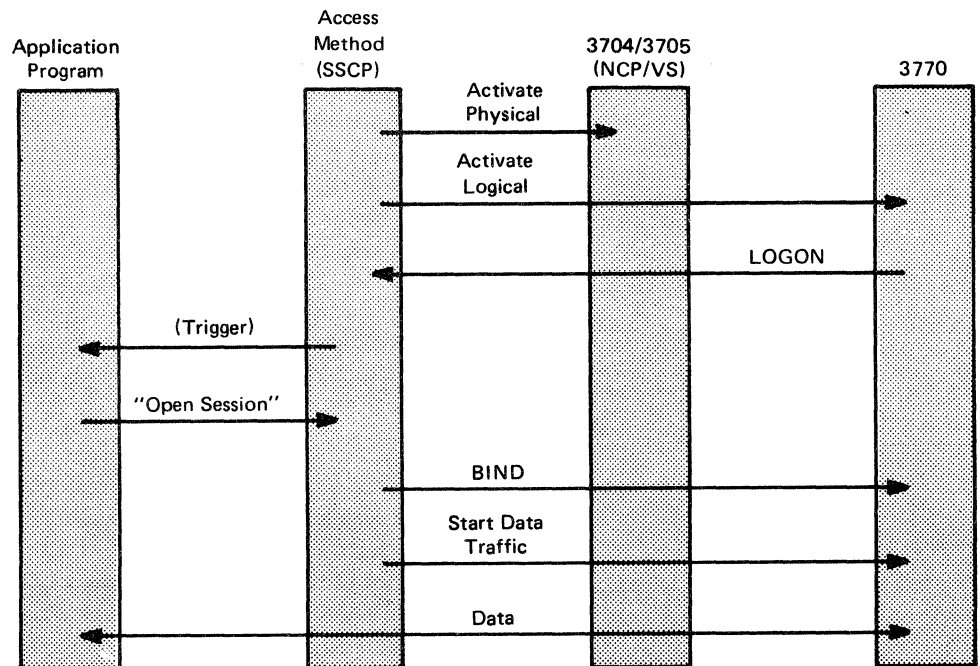 Application
Program
Access
Method
(SSCP)
3704/3705
(NCP/VS)
3770
Activate
Physical
Activate
Logical
LOGON
(Trigger)
"Open Session"
BIND
Start Data
Traffic
Data